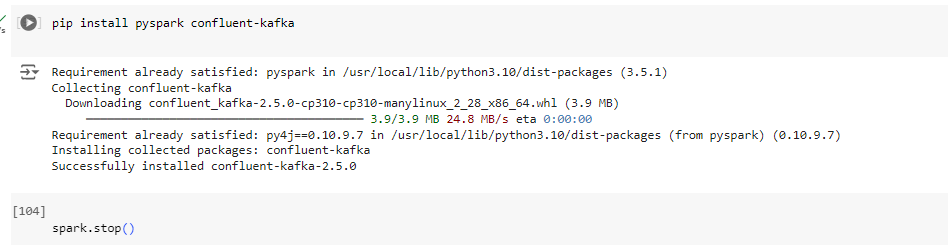 pip install pyspark confluent-kafka
Requirement already satisfied: pyspark in /usr/local/lib/python3.10/dist-packages (3.5.1)
Collecting confluent-kafka
  Downloading confluent_kafka-2.5.0-cp310-cp310-manylinux_2_28_x86_64.whl (3.9 MB)
3.9/3.9 MB 24.8 MB/s eta 0:00:00
Requirement already satisfied: py4j==0.10.9.7 in /usr/local/lib/python3.10/dist-packages (from pyspark) (0.10.9.7)
Installing collected packages: confluent-kafka
Successfully installed confluent-kafka-2.5.0
[104]
spark.stop()